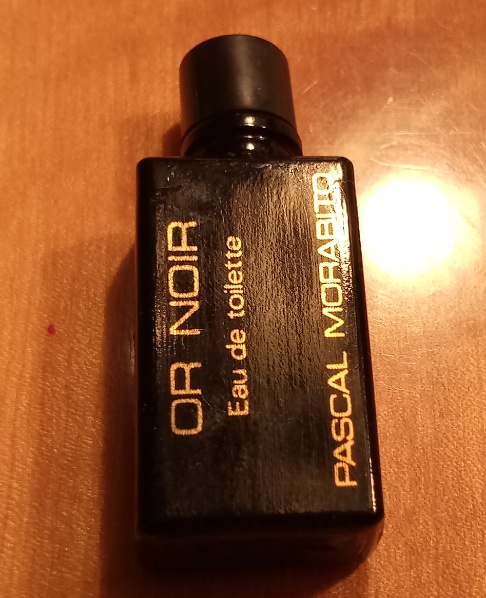 OR NOIR
Eau de toilette
PASCAL MORABITO